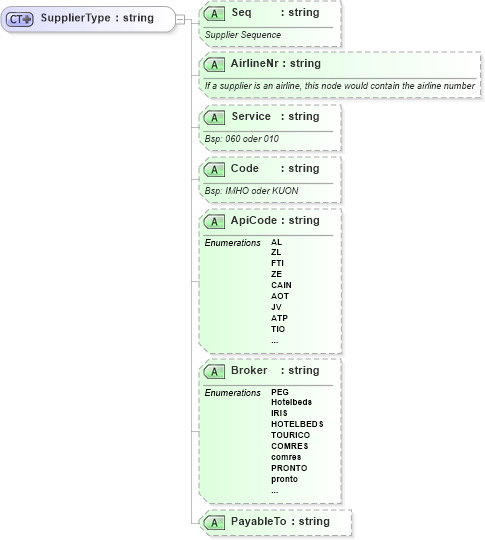 CT SupplierType : string
A Seq : string
Supplier Sequence
A AirlineNr : string
If a supplier is an airline, this node would contain the airline number
A Service : string
Bsp: 060 oder 010
A Code : string
Bsp: IMHO oder KUON
A ApiCode : string
Enumerations AL
ZL
FTI
ZE
CAIN
AOT
JV
ATP
TIO
...
A Broker : string
Enumerations PEG
Hotelbeds
IRIS
HOTELBEDS
TOURICO
COMRES
comres
PRONTO
pronto
...
A PayableTo : string